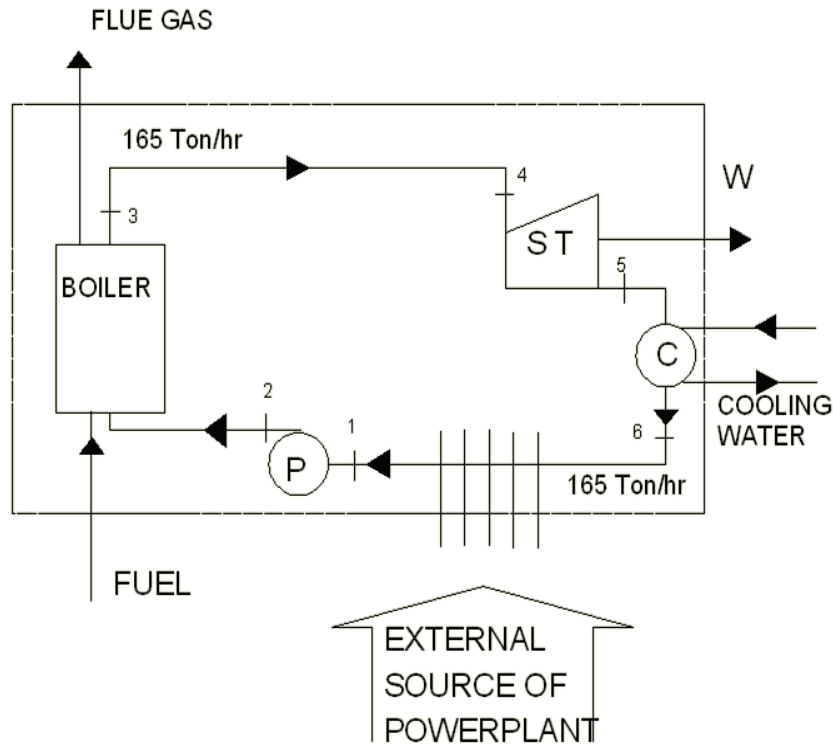 FLUE GAS
165 Ton/hr
3
4
W
ST
5
BOILER
C
COOLING
WATER
2
1
6
P
165 Ton/hr
FUEL
EXTERNAL
SOURCE OF
POWERPLANT